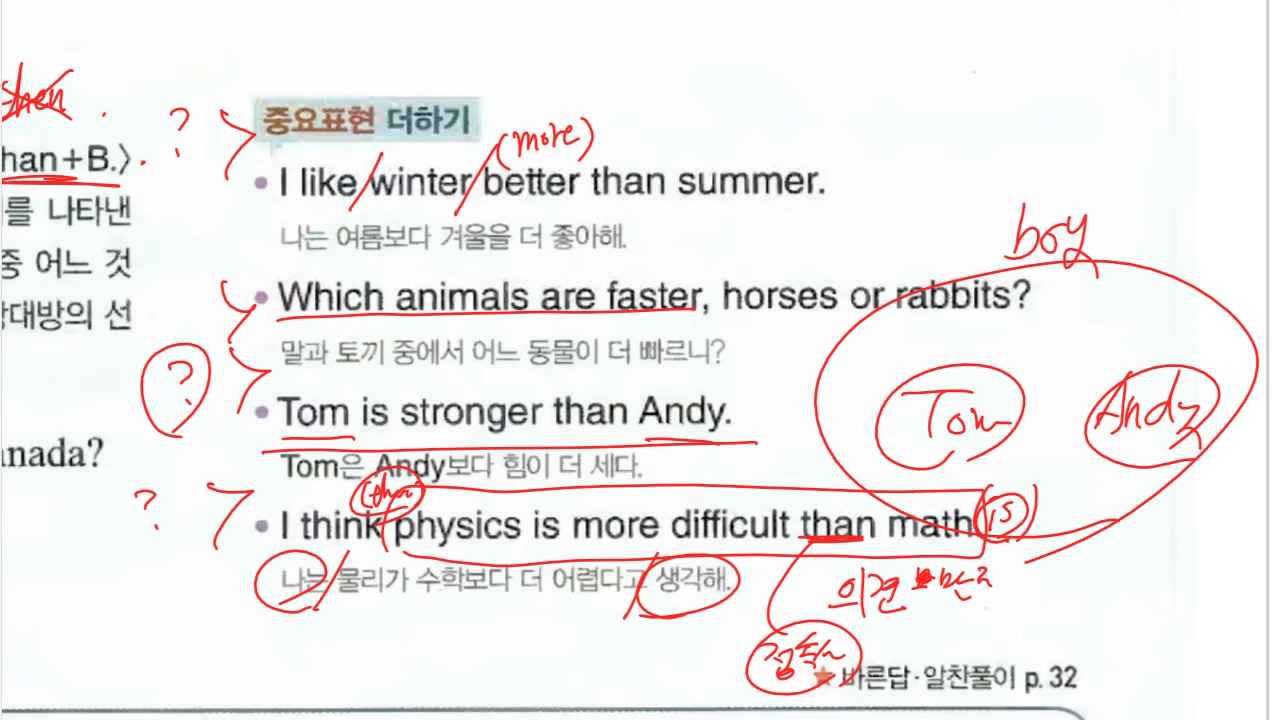 then
중요표현 더하기
?
(more)
han+B.〉.
• I like winter better than summer.
를 나타낸
나는 여름보다 겨울을 더 좋아해.
boy
중 어느 것
• Which animals are faster, horses or rabbits?
대방의 선
말과 토끼 중에서 어느 동물이 더 빠르니?
?
Tom
Andy
• Tom is stronger than Andy.
nada?
Tom은 Andy보다 힘이 더 세다.
(that)
?
• I think physics is more difficult than math
(is)
나는 물리가 수학보다 더 어렵다고 생각해.
의견
접속사
★ 바른답·알찬풀이 p. 32